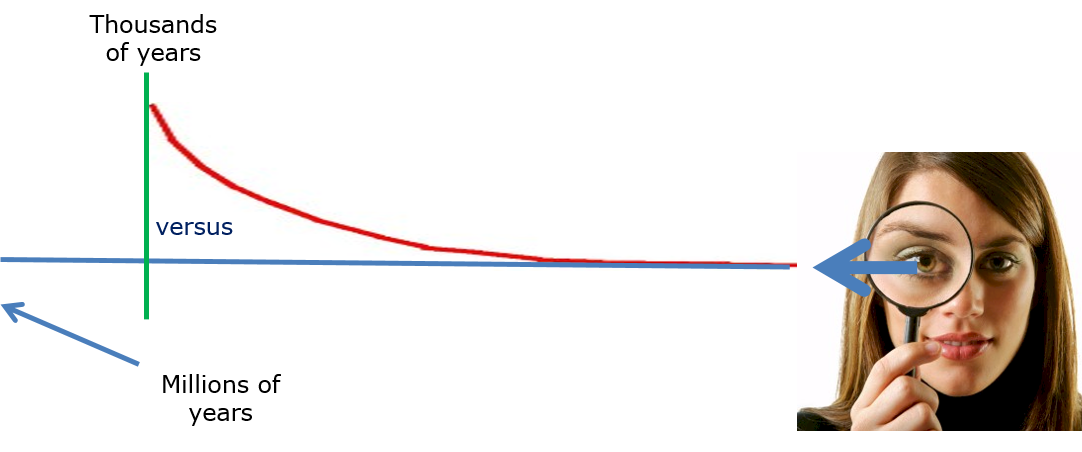 Thousands
of years
versus
Millions of
years